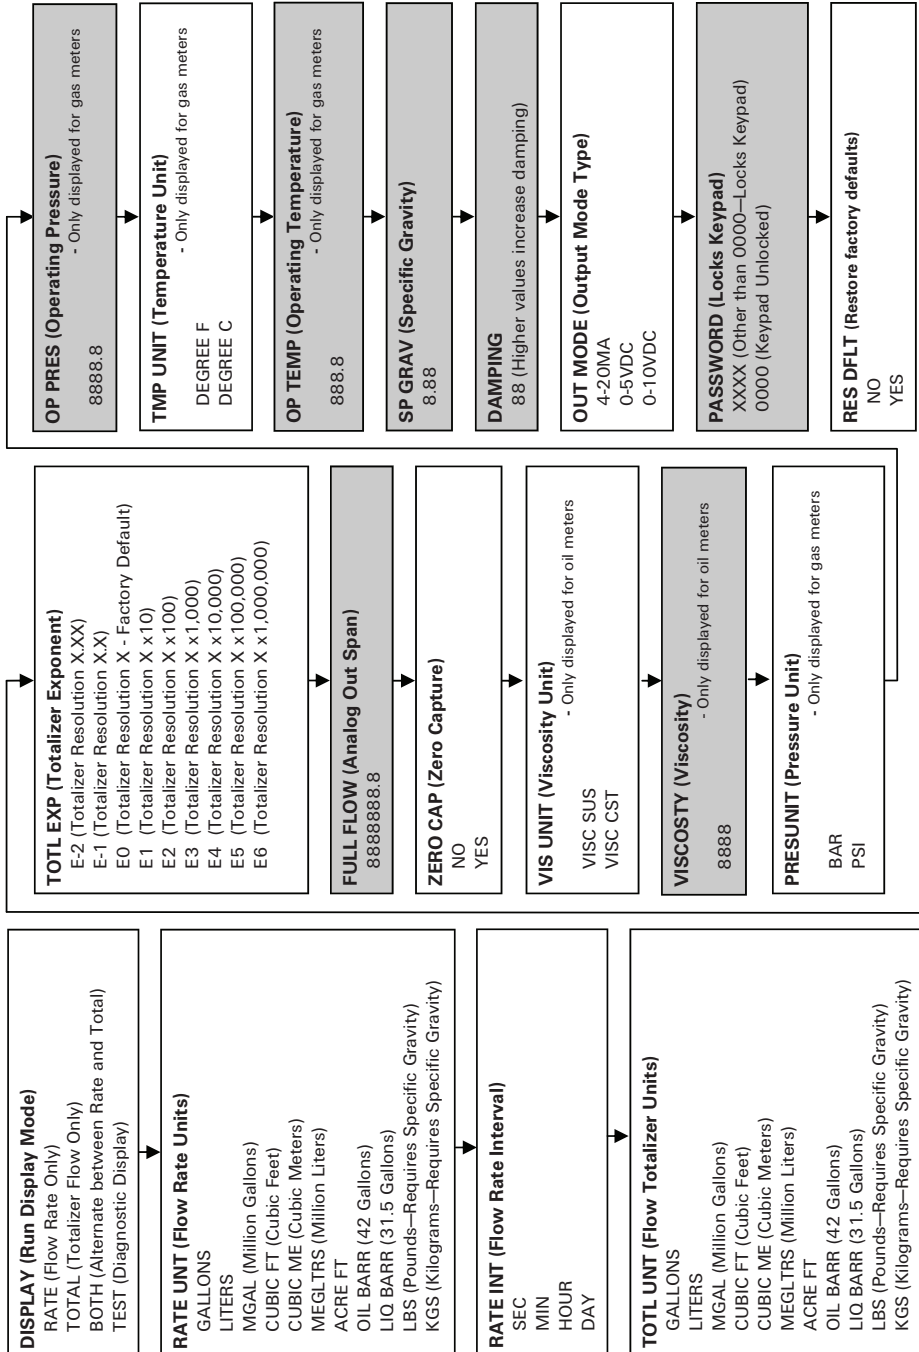 DISPLAY (Run Display Mode)
RATE (Flow Rate Only)
TOTAL (Totalizer Flow Only)
BOTH (Alternate between Rate and Total)
TEST (Diagnostic Display)
RATE UNT (Flow Rate Units)
GALLONS
LITERS
MGAL (Million Gallons)
CUBIC FT (Cubic Feet)
CUBIC ME (Cubic Meters)
MEGLTRS (Million Liters)
ACRE FT
OIL BARR (42 Gallons)
LIQ BARR (31.5 Gallons)
LBS (Pounds—Requires Specific Gravity)
KGS (Kilograms—Requires Specific Gravity)
RATE INT (Flow Rate Interval)
SEC
MIN
HOUR
DAY
TOTL UNT (Flow Totalizer Units)
GALLONS
LITERS
MGAL (Million Gallons)
CUBIC FT (Cubic Feet)
CUBIC ME (Cubic Meters)
MEGLTRS (Million Liters)
ACRE FT
OIL BARR (42 Gallons)
LIQ BARR (31.5 Gallons)
LBS (Pounds—Requires Specific Gravity)
KGS (Kilograms—Requires Specific Gravity)
TOTL EXP (Totalizer Exponent)
E-2 (Totalizer Resolution X.XX)
E-1 (Totalizer Resolution X.X)
E0 (Totalizer Resolution X - Factory Default)
E1 (Totalizer Resolution X x10)
E2 (Totalizer Resolution X x100)
E3 (Totalizer Resolution X x1,000)
E4 (Totalizer Resolution X x10,000)
E5 (Totalizer Resolution X x100,000)
E6 (Totalizer Resolution X x1,000,000)
FULL FLOW (Analog Out Span)
8888888.8
ZERO CAP (Zero Capture)
NO
YES
VIS UNIT (Viscosity Unit)
- Only displayed for oil meters
VISC SUS
VISC CST
VISCOSTY (Viscosity)
- Only displayed for oil meters
8888
PRESUNIT (Pressure Unit)
- Only displayed for gas meters
BAR
PSI
OP PRES (Operating Pressure)
- Only displayed for gas meters
8888.8
TMP UNIT (Temperature Unit)
- Only displayed for gas meters
DEGREE F
DEGREE C
OP TEMP (Operating Temperature)
- Only displayed for gas meters
888.8
SP GRAV (Specific Gravity)
8.88
DAMPING
88 (Higher values increase damping)
OUT MODE (Output Mode Type)
4-20MA
0-5VDC
0-10VDC
PASSWORD (Locks Keypad)
XXXX (Other than 0000—Locks Keypad)
0000 (Keypad Unlocked)
RES DFLT (Restore factory defaults)
NO
YES